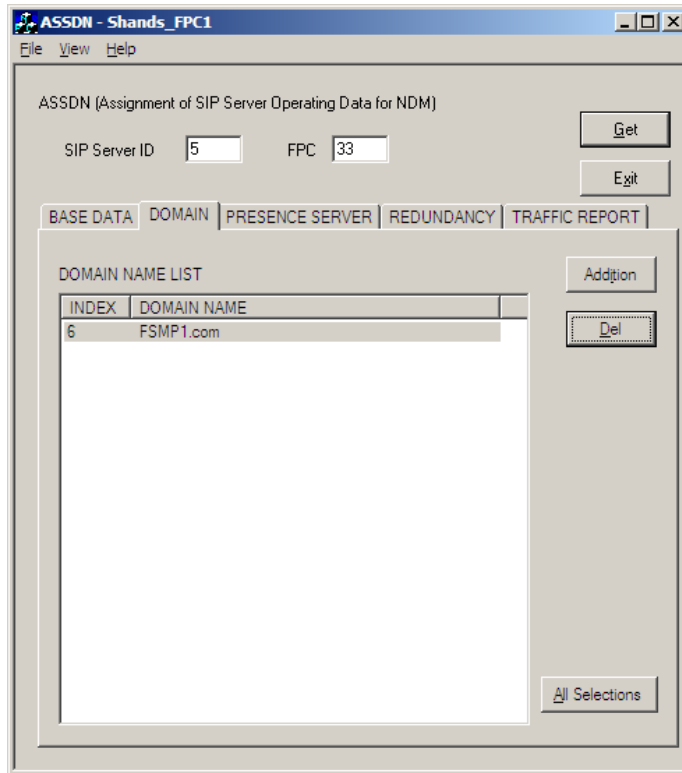 ASSDN - Shands_FPC1
File View Help
ASSDN (Assignment of SIP Server Operating Data for NDM)
Get
SIP Server ID 5 FPC 33
Exit
BASE DATA DOMAIN PRESENCE SERVER REDUNDANCY TRAFFIC REPORT
DOMAIN NAME LIST
Addition
INDEX DOMAIN NAME
6 FSMP1.com
Del
All Selections